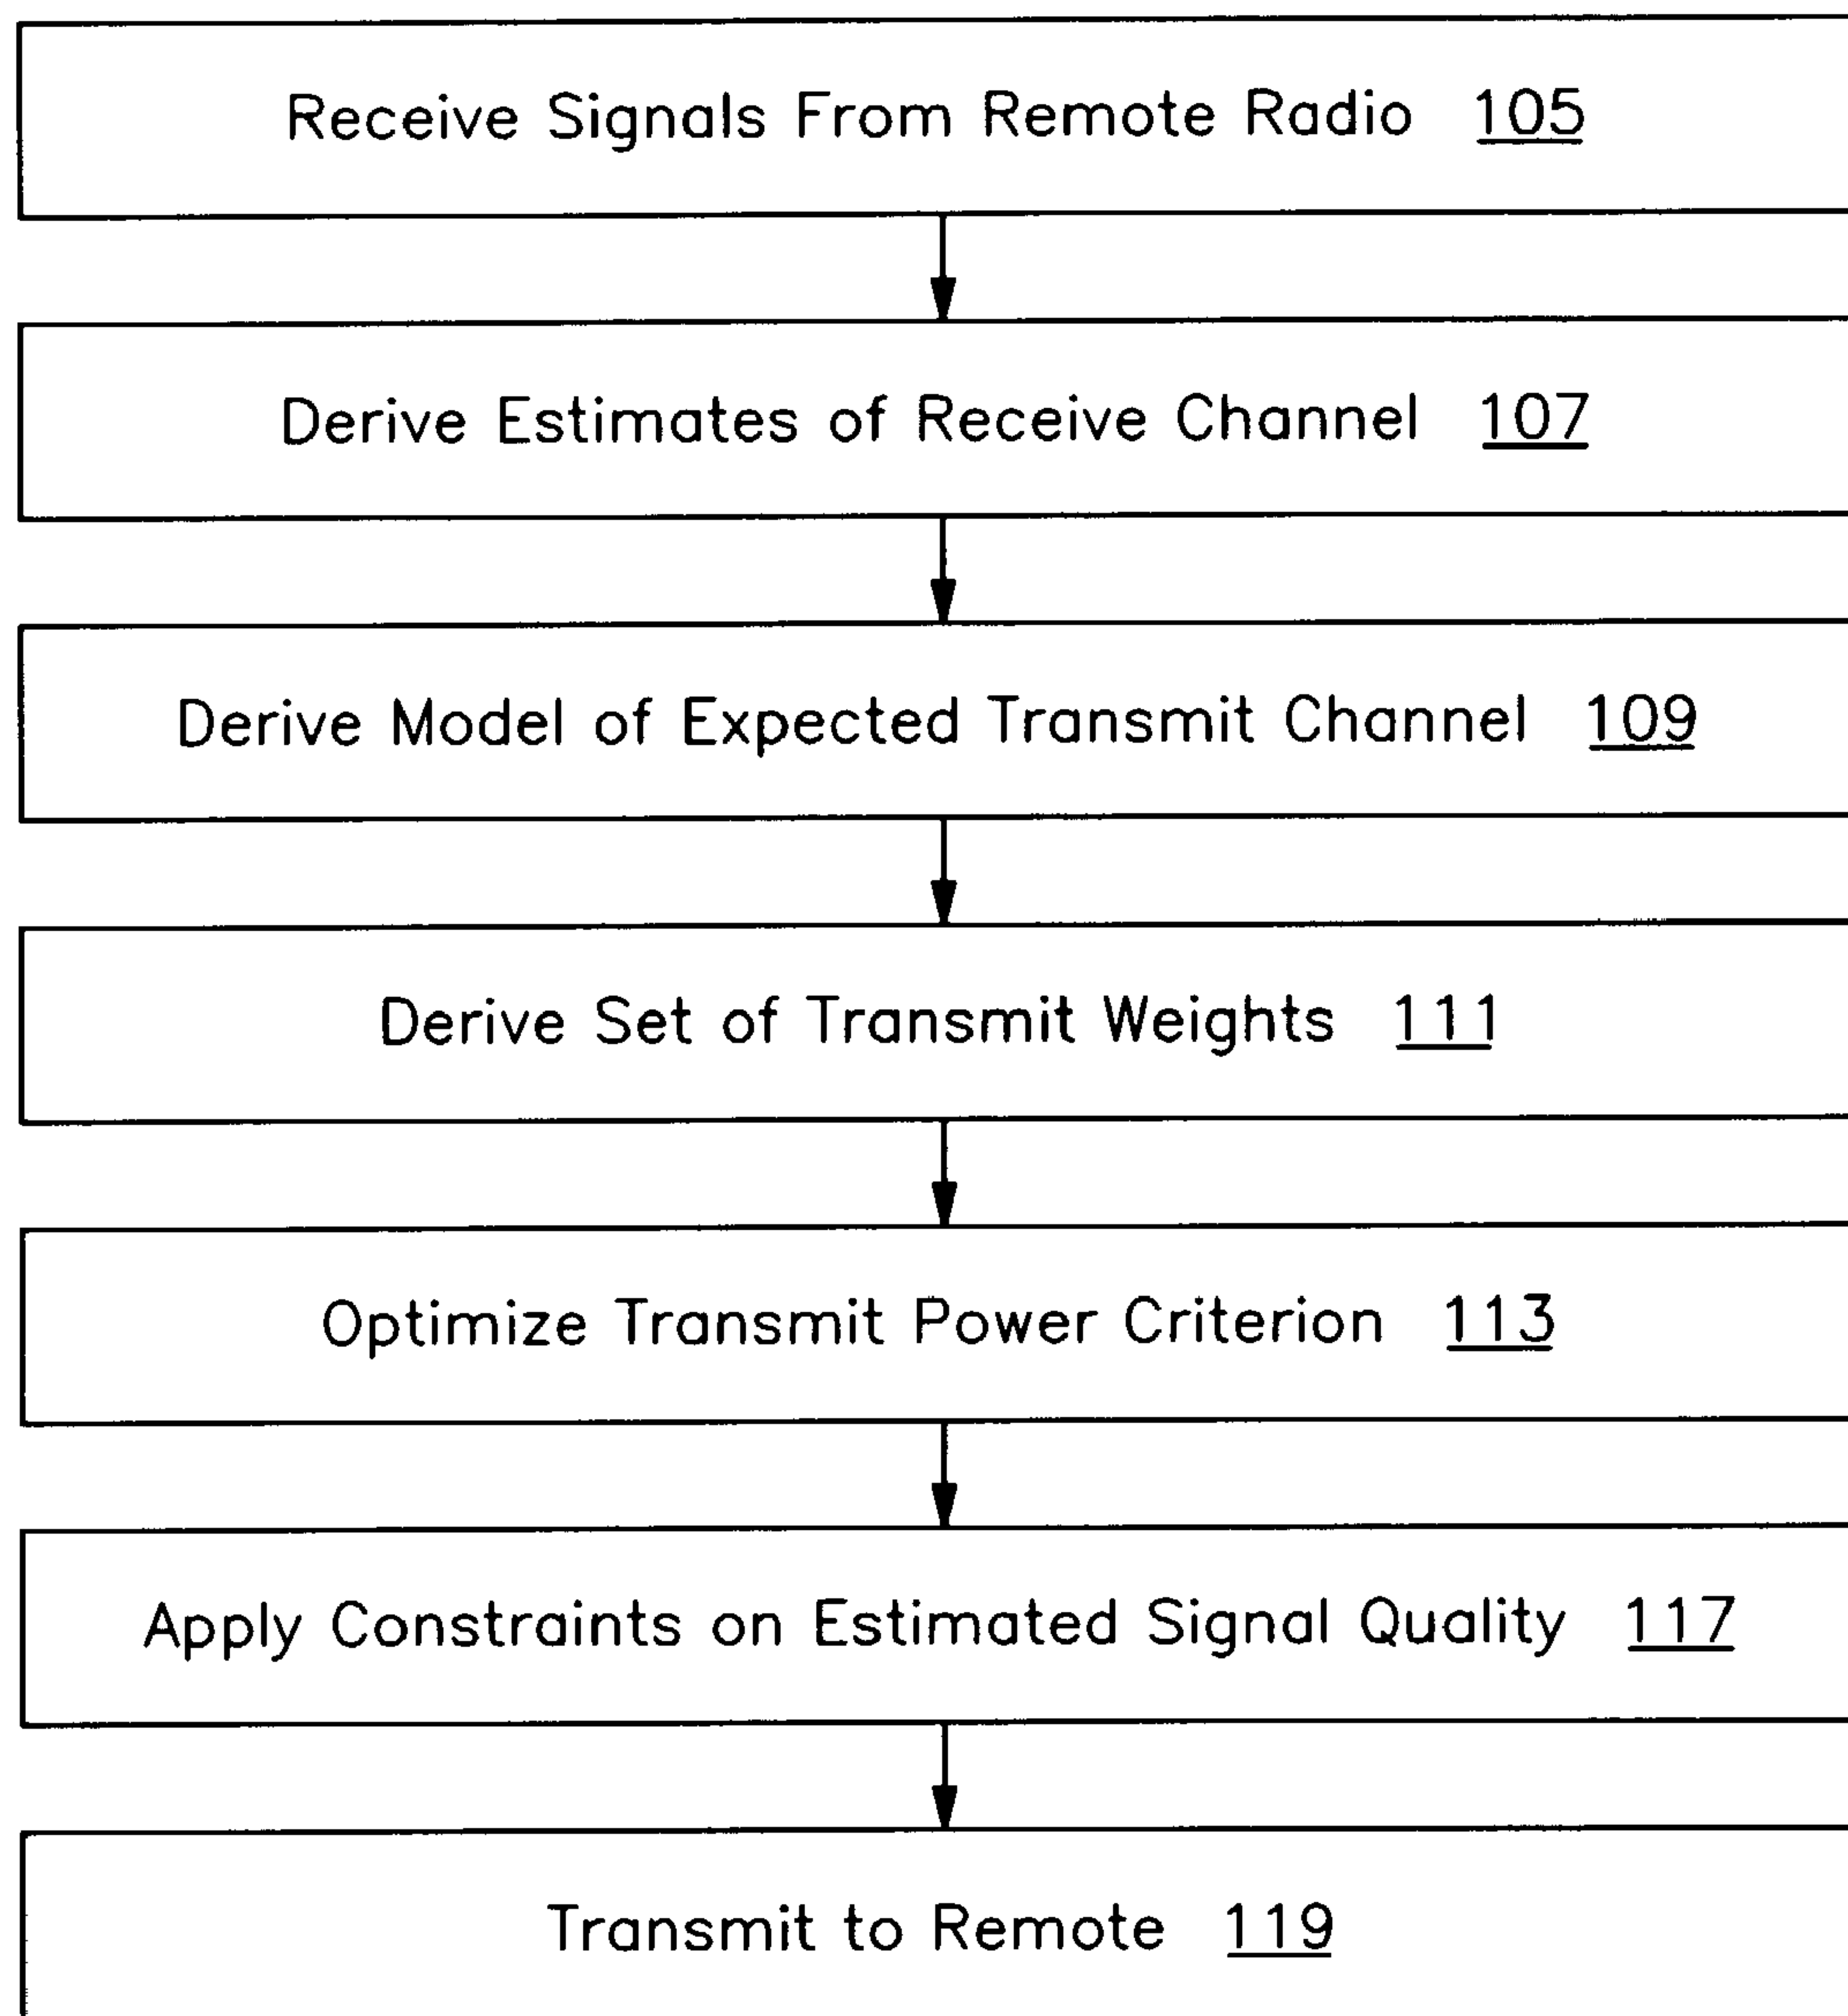 Receive Signals From Remote Radio 105
Derive Estimates of Receive Channel 107
Derive Model of Expected Transmit Channel 109
Derive Set of Transmit Weights 111
Optimize Transmit Power Criterion 113
Apply Constraints on Estimated Signal Quality 117
Transmit to Remote 119